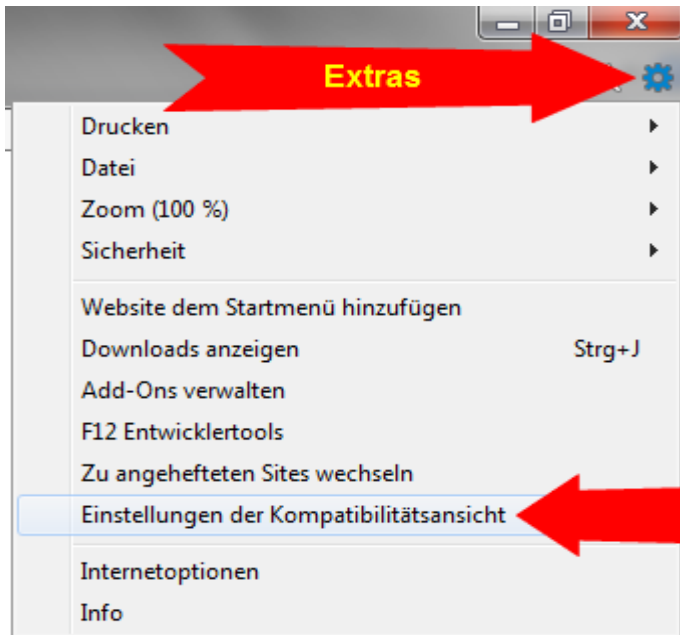 Extras
Drucken
Datei
Zoom (100 %)
Sicherheit
Website dem Startmenü hinzufügen
Downloads anzeigen Strg+J
Add-Ons verwalten
F12 Entwicklertools
Zu angehefteten Sites wechseln
Einstellungen der Kompatibilitätsansicht
Internetoptionen
Info